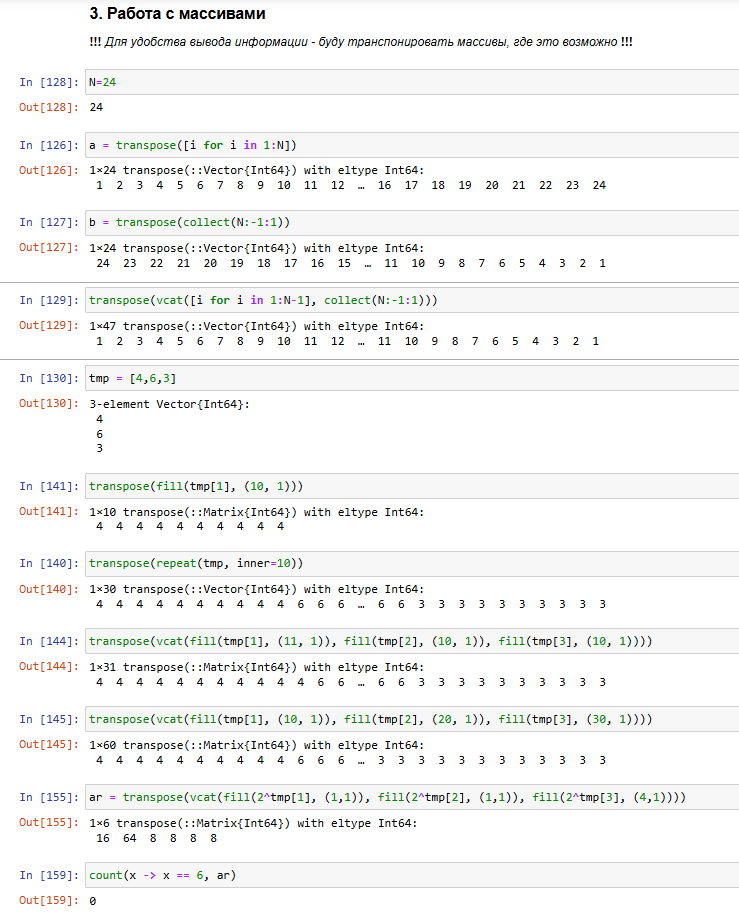 3. Работа с массивами
!!! Для удобства вывода информации - буду транспонировать массивы, где это возможно !!!
In [128]: N=24
Out[128]: 24
In [126]: a = transpose([i for i in 1:N])
Out[126]: 1×24 transpose(::Vector{Int64}) with eltype Int64:
1 2 3 4 5 6 7 8 9 10 11 12 … 16 17 18 19 20 21 22 23 24
In [127]: b = transpose(collect(N:-1:1))
Out[127]: 1×24 transpose(::Vector{Int64}) with eltype Int64:
24 23 22 21 20 19 18 17 16 15 … 11 10 9 8 7 6 5 4 3 2 1
In [129]: transpose(vcat([i for i in 1:N-1], collect(N:-1:1)))
Out[129]: 1×47 transpose(::Vector{Int64}) with eltype Int64:
1 2 3 4 5 6 7 8 9 10 11 12 … 11 10 9 8 7 6 5 4 3 2 1
In [130]: tmp = [4,6,3]
Out[130]: 3-element Vector{Int64}:
4
6
3
In [141]: transpose(fill(tmp[1], (10, 1)))
Out[141]: 1×10 transpose(::Matrix{Int64}) with eltype Int64:
4 4 4 4 4 4 4 4 4 4
In [140]: transpose(repeat(tmp, inner=10))
Out[140]: 1×30 transpose(::Vector{Int64}) with eltype Int64:
4 4 4 4 4 4 4 4 4 4 6 6 6 … 6 6 3 3 3 3 3 3 3 3 3 3
In [144]: transpose(vcat(fill(tmp[1], (11, 1)), fill(tmp[2], (10, 1)), fill(tmp[3], (10, 1))))
Out[144]: 1×31 transpose(::Matrix{Int64}) with eltype Int64:
4 4 4 4 4 4 4 4 4 4 4 6 6 … 6 6 3 3 3 3 3 3 3 3 3 3
In [145]: transpose(vcat(fill(tmp[1], (10, 1)), fill(tmp[2], (20, 1)), fill(tmp[3], (30, 1))))
Out[145]: 1×60 transpose(::Matrix{Int64}) with eltype Int64:
4 4 4 4 4 4 4 4 4 4 6 6 6 … 3 3 3 3 3 3 3 3 3 3 3 3
In [155]: ar = transpose(vcat(fill(2^tmp[1], (1,1)), fill(2^tmp[2], (1,1)), fill(2^tmp[3], (4,1))))
Out[155]: 1×6 transpose(::Matrix{Int64}) with eltype Int64:
16 64 8 8 8 8
In [159]: count(x -> x == 6, ar)
Out[159]: 0